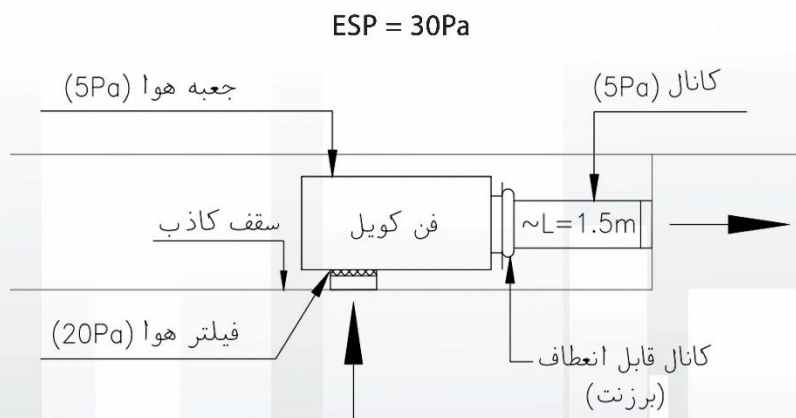 ESP = 30Pa
جعبه هوا (5Pa)
کانال (5Pa)
سقف کاذب
فن کویل
~L=1.5m
فیلتر هوا (20Pa)
کانال قابل انعطاف
(برزنت)